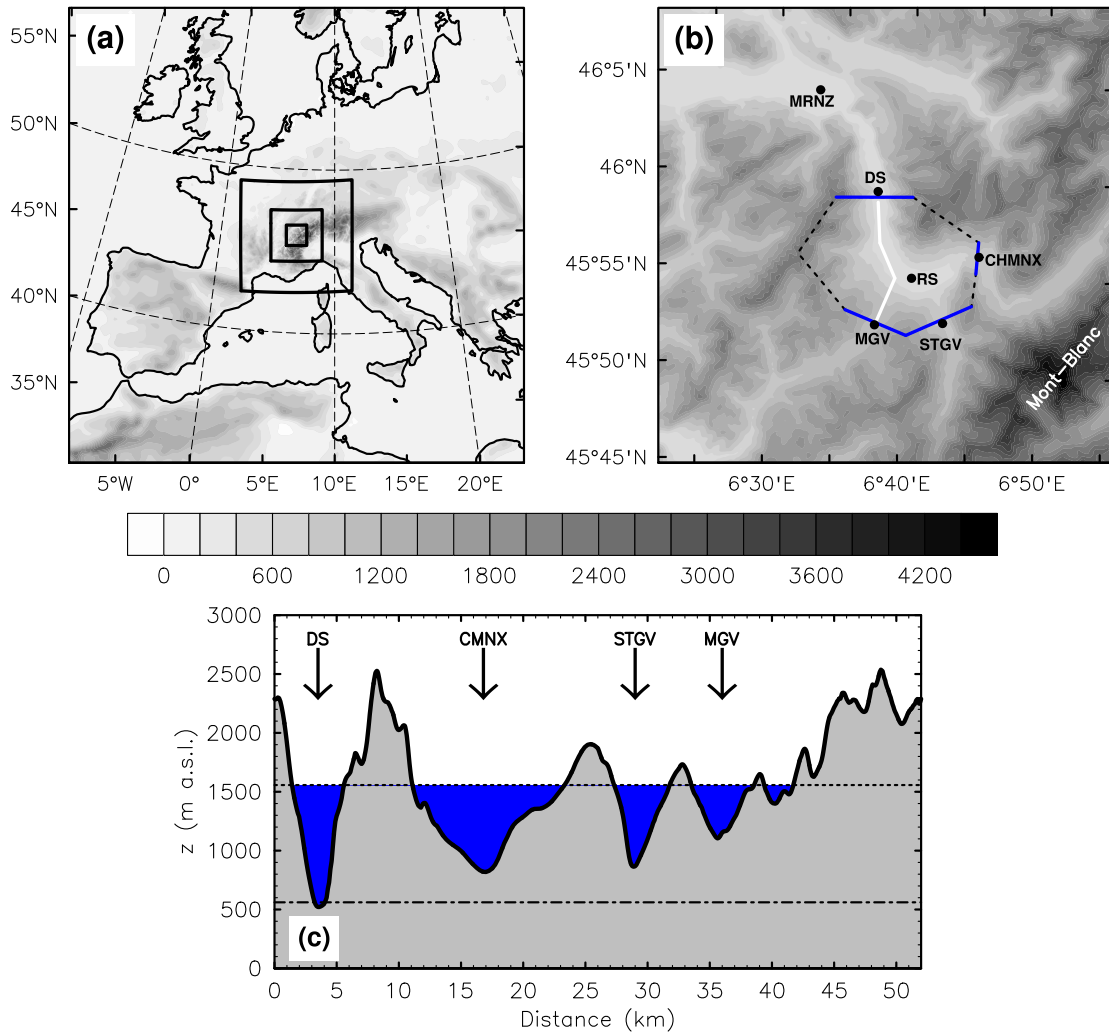 (a)
55°N
50°N
45°N
40°N
35°N
5°W 0° 5°E 10°E 15°E 20°E
(b)
46°5'N
46°N
45°55'N
45°50'N
45°45'N
MRNZ
DS
CHMNX
RS
MGV
STGV
Mont-Blanc
6°30'E 6°40'E 6°50'E
0 600 1200 1800 2400 3000 3600 4200
3000
2500
2000
1500
1000
500
0
z (m a.s.l.)
DS CMNX STGV MGV
(c)
0 5 10 15 20 25 30 35 40 45 50
Distance (km)